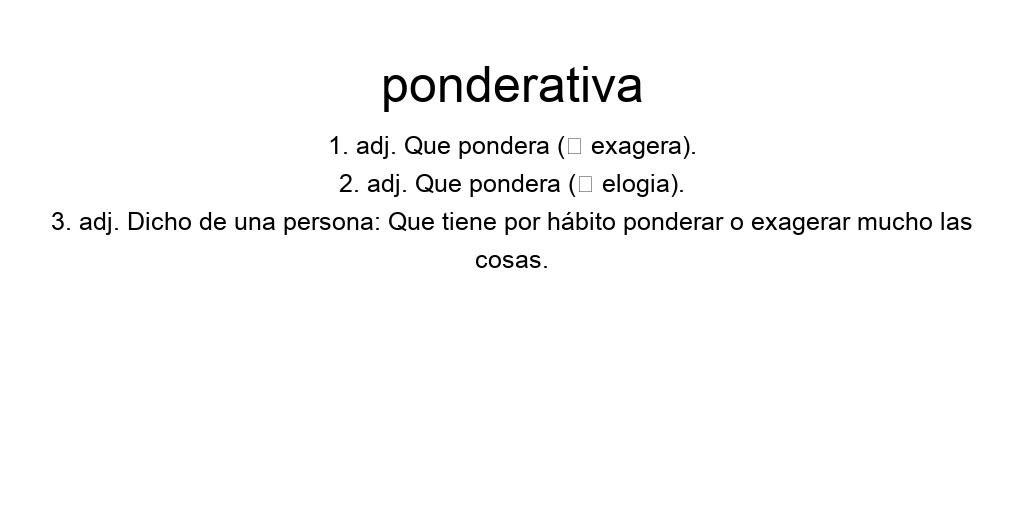 ponderativa
1. adj. Que pondera (□ exagera).
2. adj. Que pondera (□ elogia).
3. adj. Dicho de una persona: Que tiene por hábito ponderar o exagerar mucho las
cosas.